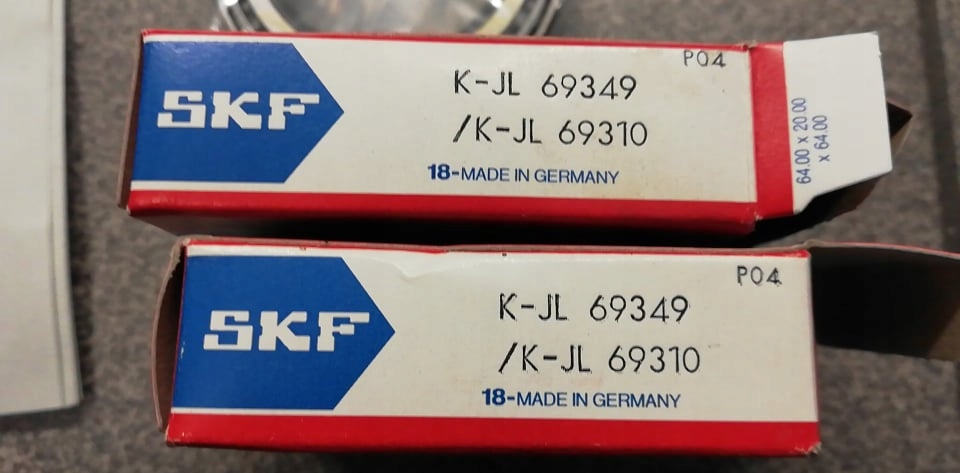 SKF
P04
K-JL 69349
/K-JL 69310
18-MADE IN GERMANY
64.00 x 20.00
x 64.00
SKF
P04
K-JL 69349
/K-JL 69310
18-MADE IN GERMANY